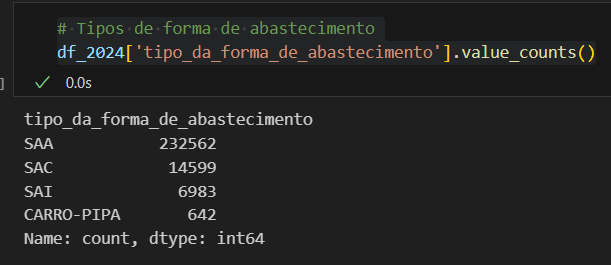 # Tipos de forma de abastecimento
df_2024['tipo_da_forma_de_abastecimento'].value_counts()
] ✓ 0.0s
tipo_da_forma_de_abastecimento
SAA 232562
SAC 14599
SAI 6983
CARRO-PIPA 642
Name: count, dtype: int64